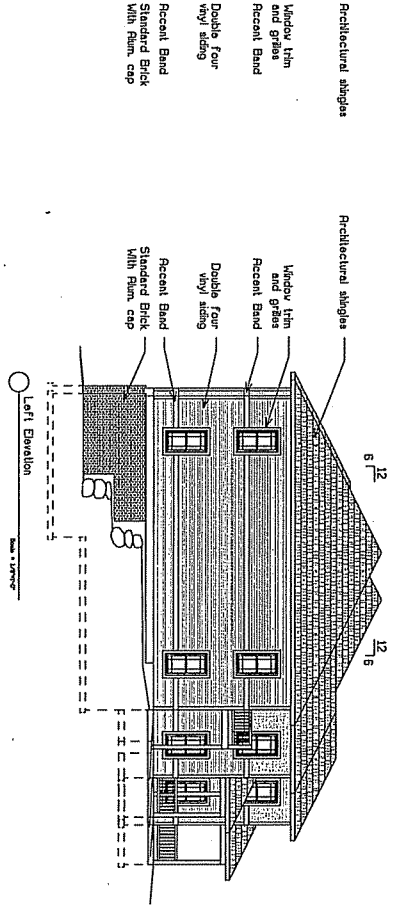 Architectural shingles
Window trim
and grilles
Accent Band
Double four
vinyl siding
Accent Band
Standard Brick
With Alum. cap
Architectural shingles
Window trim
and grilles
Accent Band
Double four
vinyl siding
Accent Band
Standard Brick
With Alum. cap
12
6
12
6
Left Elevation